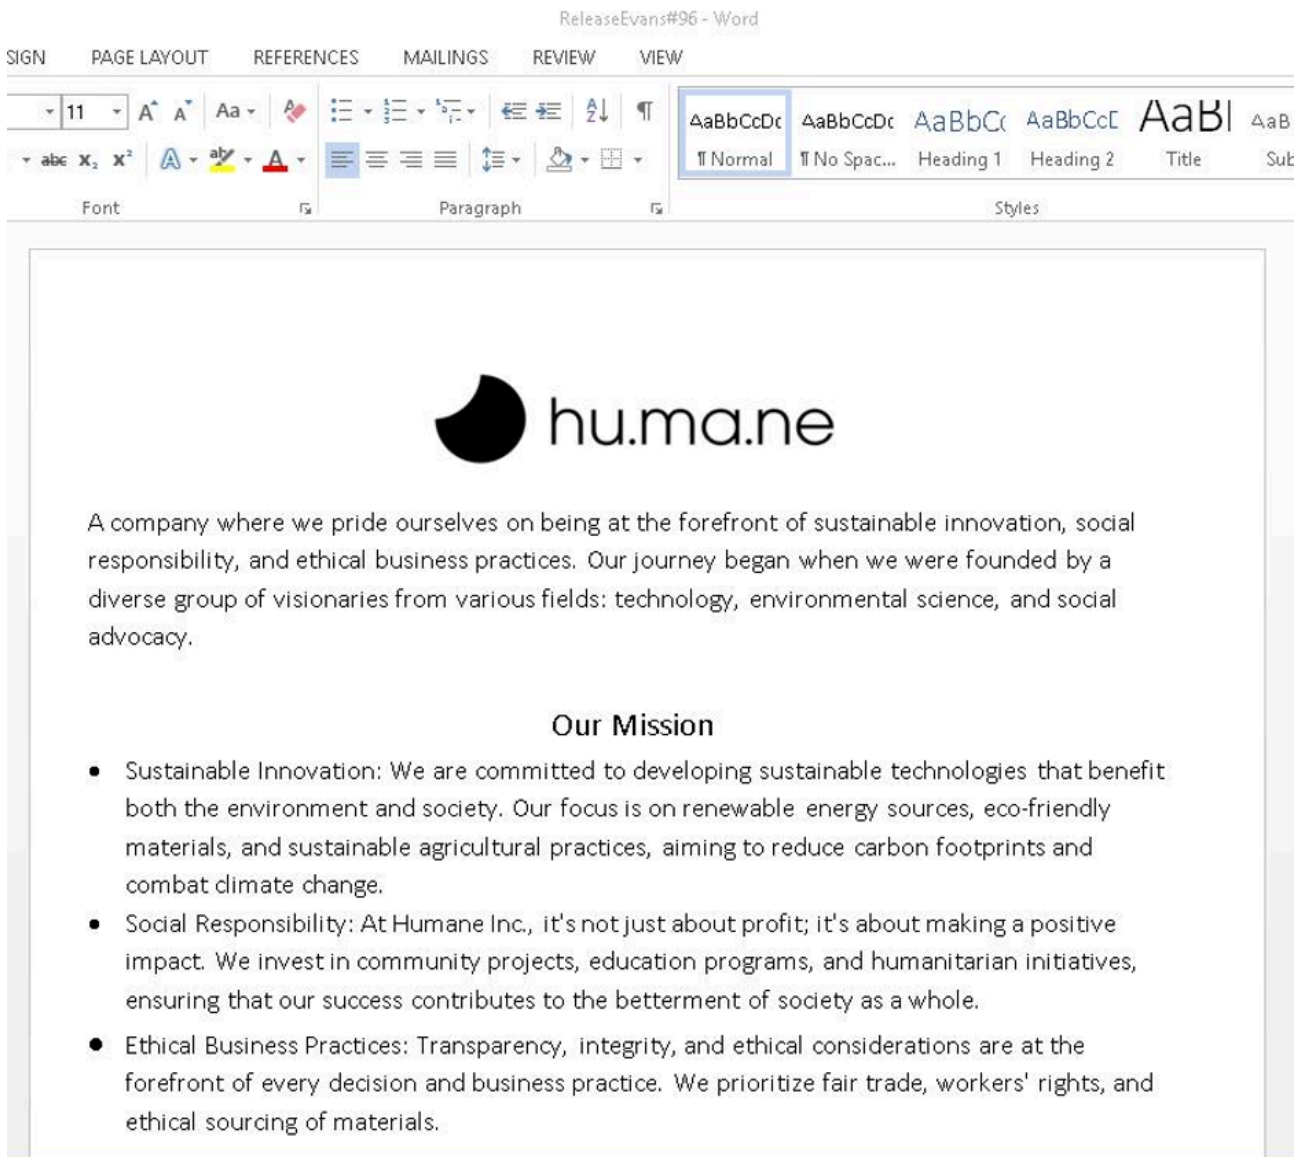 ReleaseEvans#96 - Word
SIGN PAGE LAYOUT REFERENCES MAILINGS REVIEW VIEW
11 Aa AaBbCcDc AaBbCcDc AaBbC AaBbCcD AaB AaB
abc X₂ X² A aby A ¶ Normal ¶ No Spac... Heading 1 Heading 2 Title Sub
Font Paragraph Styles
hu.ma.ne
A company where we pride ourselves on being at the forefront of sustainable innovation, social
responsibility, and ethical business practices. Our journey began when we were founded by a
diverse group of visionaries from various fields: technology, environmental science, and social
advocacy.
Our Mission
• Sustainable Innovation: We are committed to developing sustainable technologies that benefit
both the environment and society. Our focus is on renewable energy sources, eco-friendly
materials, and sustainable agricultural practices, aiming to reduce carbon footprints and
combat climate change.
• Social Responsibility: At Humane Inc., it's not just about profit; it's about making a positive
impact. We invest in community projects, education programs, and humanitarian initiatives,
ensuring that our success contributes to the betterment of society as a whole.
• Ethical Business Practices: Transparency, integrity, and ethical considerations are at the
forefront of every decision and business practice. We prioritize fair trade, workers' rights, and
ethical sourcing of materials.